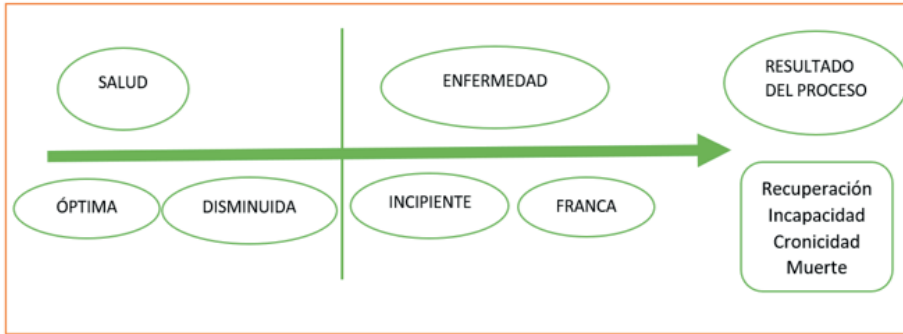 SALUD
ENFERMEDAD
RESULTADO
DEL PROCESO
ÓPTIMA
DISMINUIDA
INCIPIENTE
FRANCA
Recuperación
Incapacidad
Cronicidad
Muerte